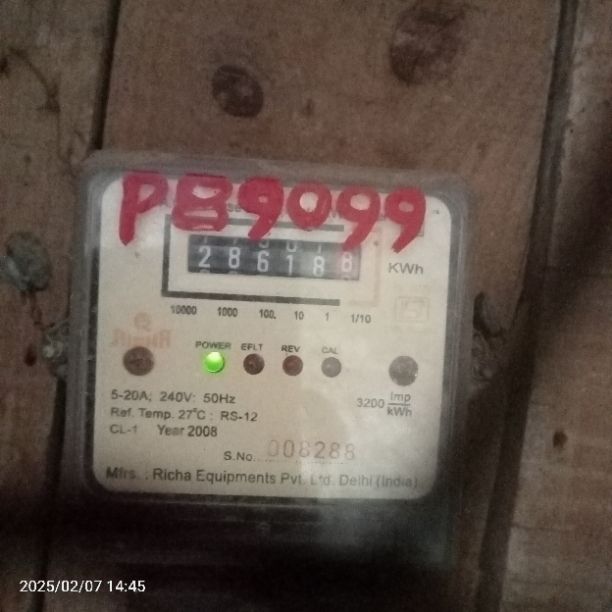 PB9099
286188
KWh
10000 1000 100. 10 1 1/10
POWER EFLT REV CAL
5-20A; 240V: 50Hz
3200 Imp/kWh
Ref. Temp. 27°C : RS-12
CL-1 Year 2008
S.No. 008288
Mfrs. : Richa Equipments Pvt. Ltd. Delhi (India)
2025/02/07 14:45